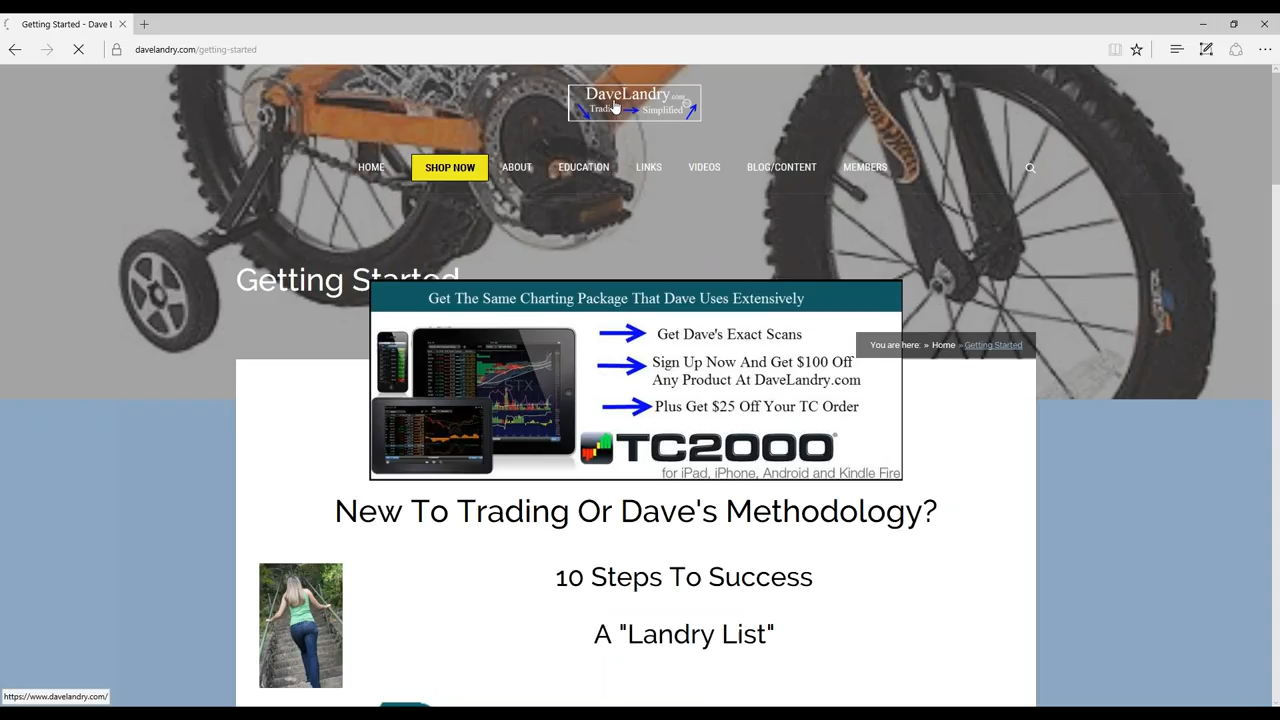 Getting Started - Dave L
davelandry.com/getting-started
DaveLandry.com
Trading Simplified
HOME
SHOP NOW
ABOUT
EDUCATION
LINKS
VIDEOS
BLOG/CONTENT
MEMBERS
Getting Started
Get The Same Charting Package That Dave Uses Extensively
Get Dave's Exact Scans
You are here: » Home » Getting Started
Sign Up Now And Get $100 Off
Any Product At DaveLandry.com
Plus Get $25 Off Your TC Order
TC2000®
for iPad, iPhone, Android and Kindle Fire
New To Trading Or Dave's Methodology?
10 Steps To Success
A "Landry List"
https://www.davelandry.com/